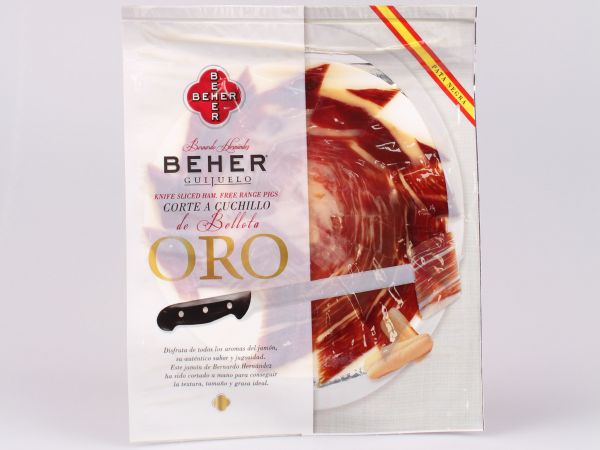 BEHER
BEHER
Bernardo Hernández
BEHER
GUIJUELO
KNIFE SLICED HAM, FREE RANGE PIGS
CORTE A CUCHILLO
de Bellota
ORO
PATA NEGRA
Disfruta de todos los aromas del jamón,
su auténtico sabor y jugosidad.
Este jamón de Bernardo Hernández
ha sido cortado a mano para conseguir
la textura, tamaño y grasa ideal.